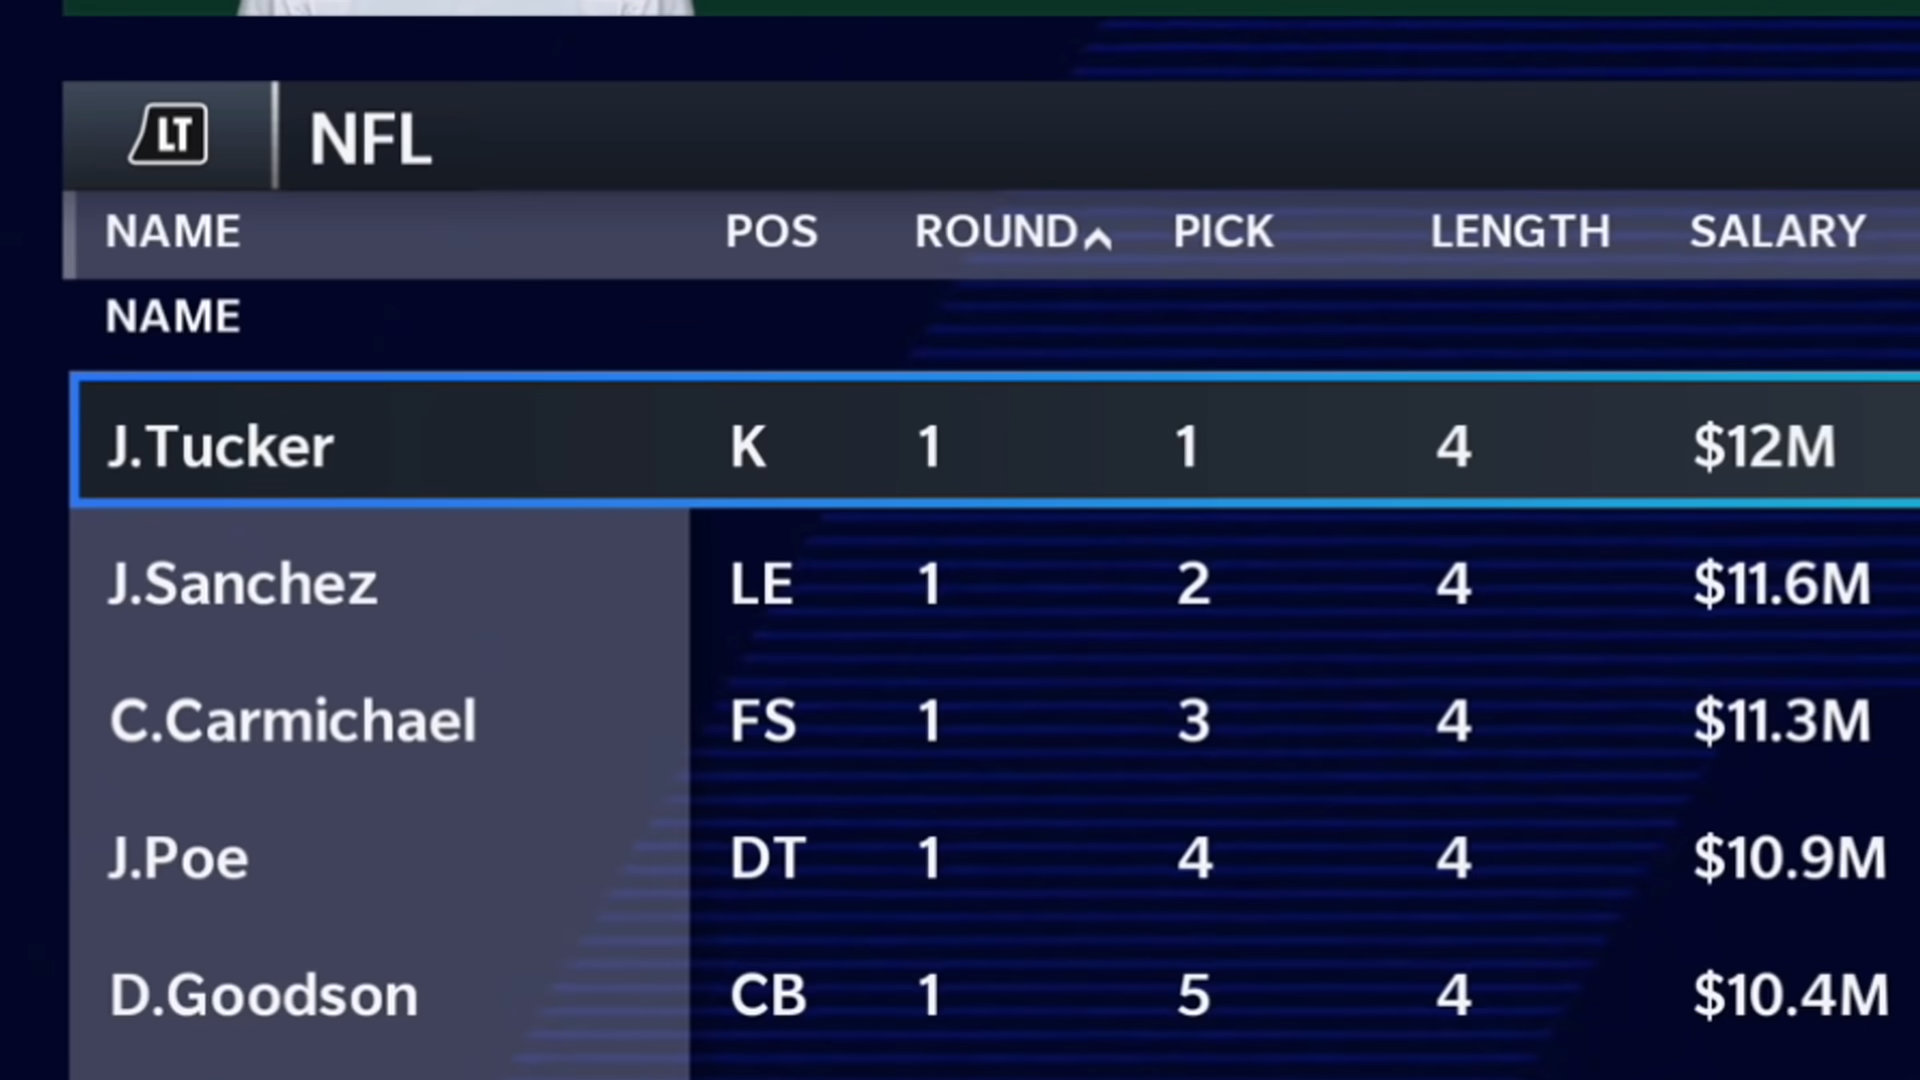 LT NFL
NAME POS ROUND PICK LENGTH SALARY
NAME
J.Tucker K 1 1 4 $12M
J.Sanchez LE 1 2 4 $11.6M
C.Carmichael FS 1 3 4 $11.3M
J.Poe DT 1 4 4 $10.9M
D.Goodson CB 1 5 4 $10.4M